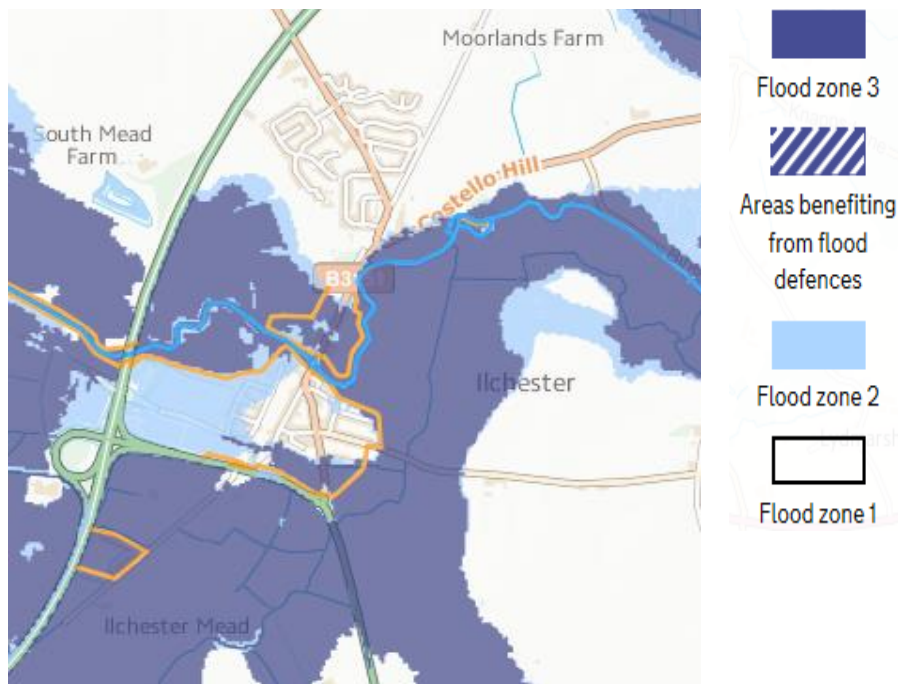 Moorlands Farm
South Mead
Farm
Costello Hill
Ilchester
Ilchester Mead
Flood zone 3
Areas benefiting
from flood
defences
Flood zone 2
Flood zone 1